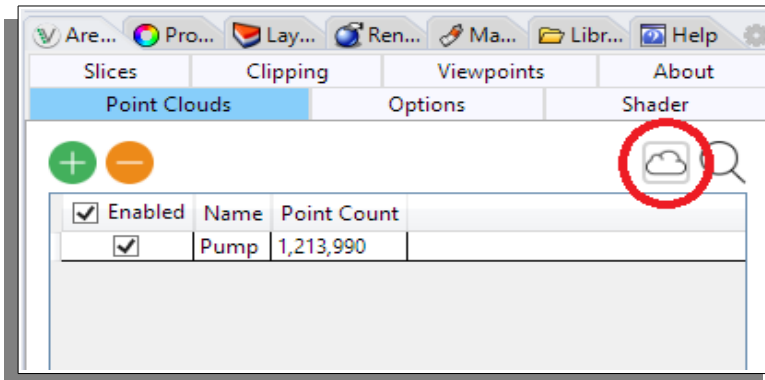 Are... Pro... Lay... Ren... Ma... Libr... Help
Slices Clipping Viewpoints About
Point Clouds Options Shader
Enabled Name Point Count
Pump 1,213,990